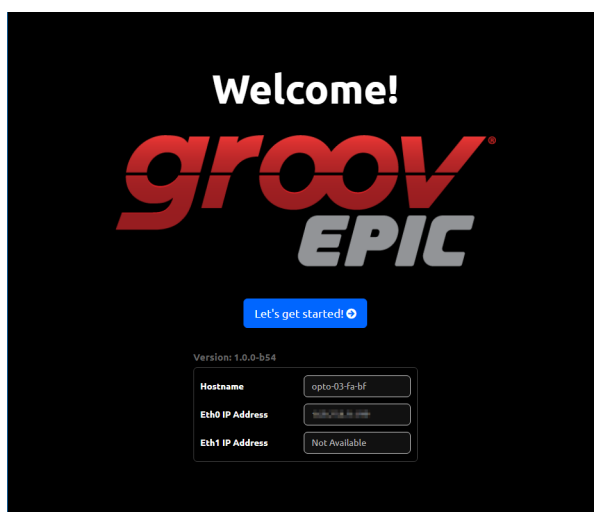 Welcome!
groov®
EPIC
Let's get started!
Version: 1.0.0-b54
Hostname opto-03-fa-bf
Eth0 IP Address
Eth1 IP Address Not Available